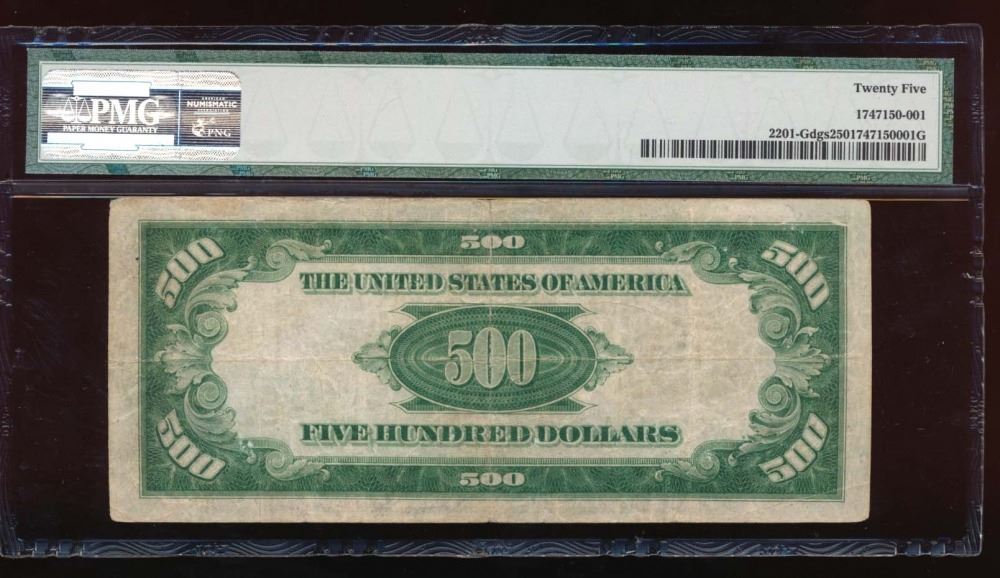 PMG
PAPER MONEY GUARANTY
NUMISMATIC
PNG
Twenty Five
1747150-001
2201-Gdgs2501747150001G
500
500
500
THE UNITED STATES OF AMERICA
500
FIVE HUNDRED DOLLARS
500
500
500